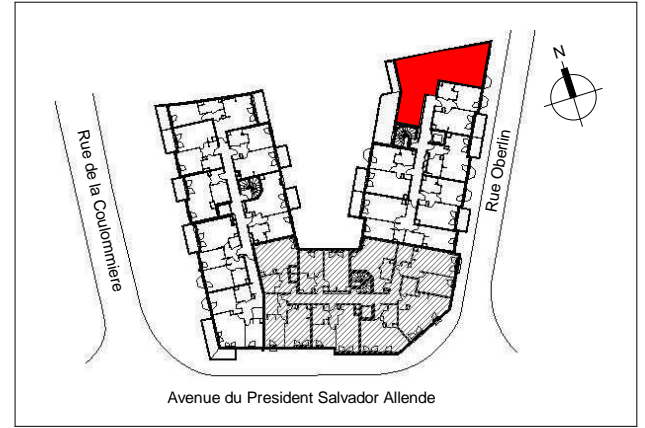 N
Rue de la Coulommiere
Rue Oberlin
Avenue du President Salvador Allende